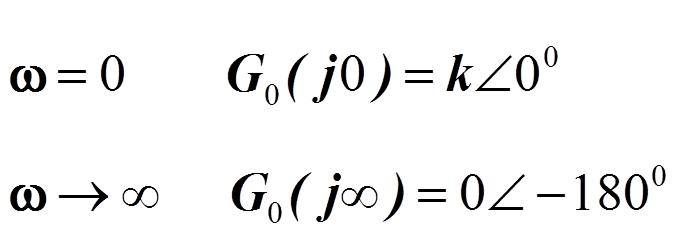 ω = 0 G₀( j0 ) = k∠0⁰
ω → ∞ G₀( j∞ ) = 0∠ −180⁰